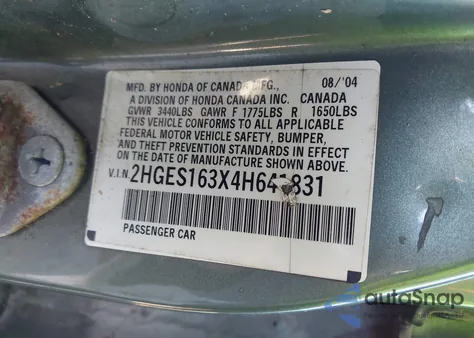 MFD. BY HONDA OF CANADA MFG., 08/'04
A DIVISION OF HONDA CANADA INC. CANADA
GVWR 3440LBS GAWR F 1775LBS R 1650LBS
THIS VEHICLE CONFORMS TO ALL APPLICABLE
FEDERAL MOTOR VEHICLE SAFETY, BUMPER,
AND THEFT PREVENTION STANDARDS IN EFFECT ON
THE DATE OF MANUFACTURE SHOWN ABOVE.
V.I.N.
PASSENGER CAR
autoSnap